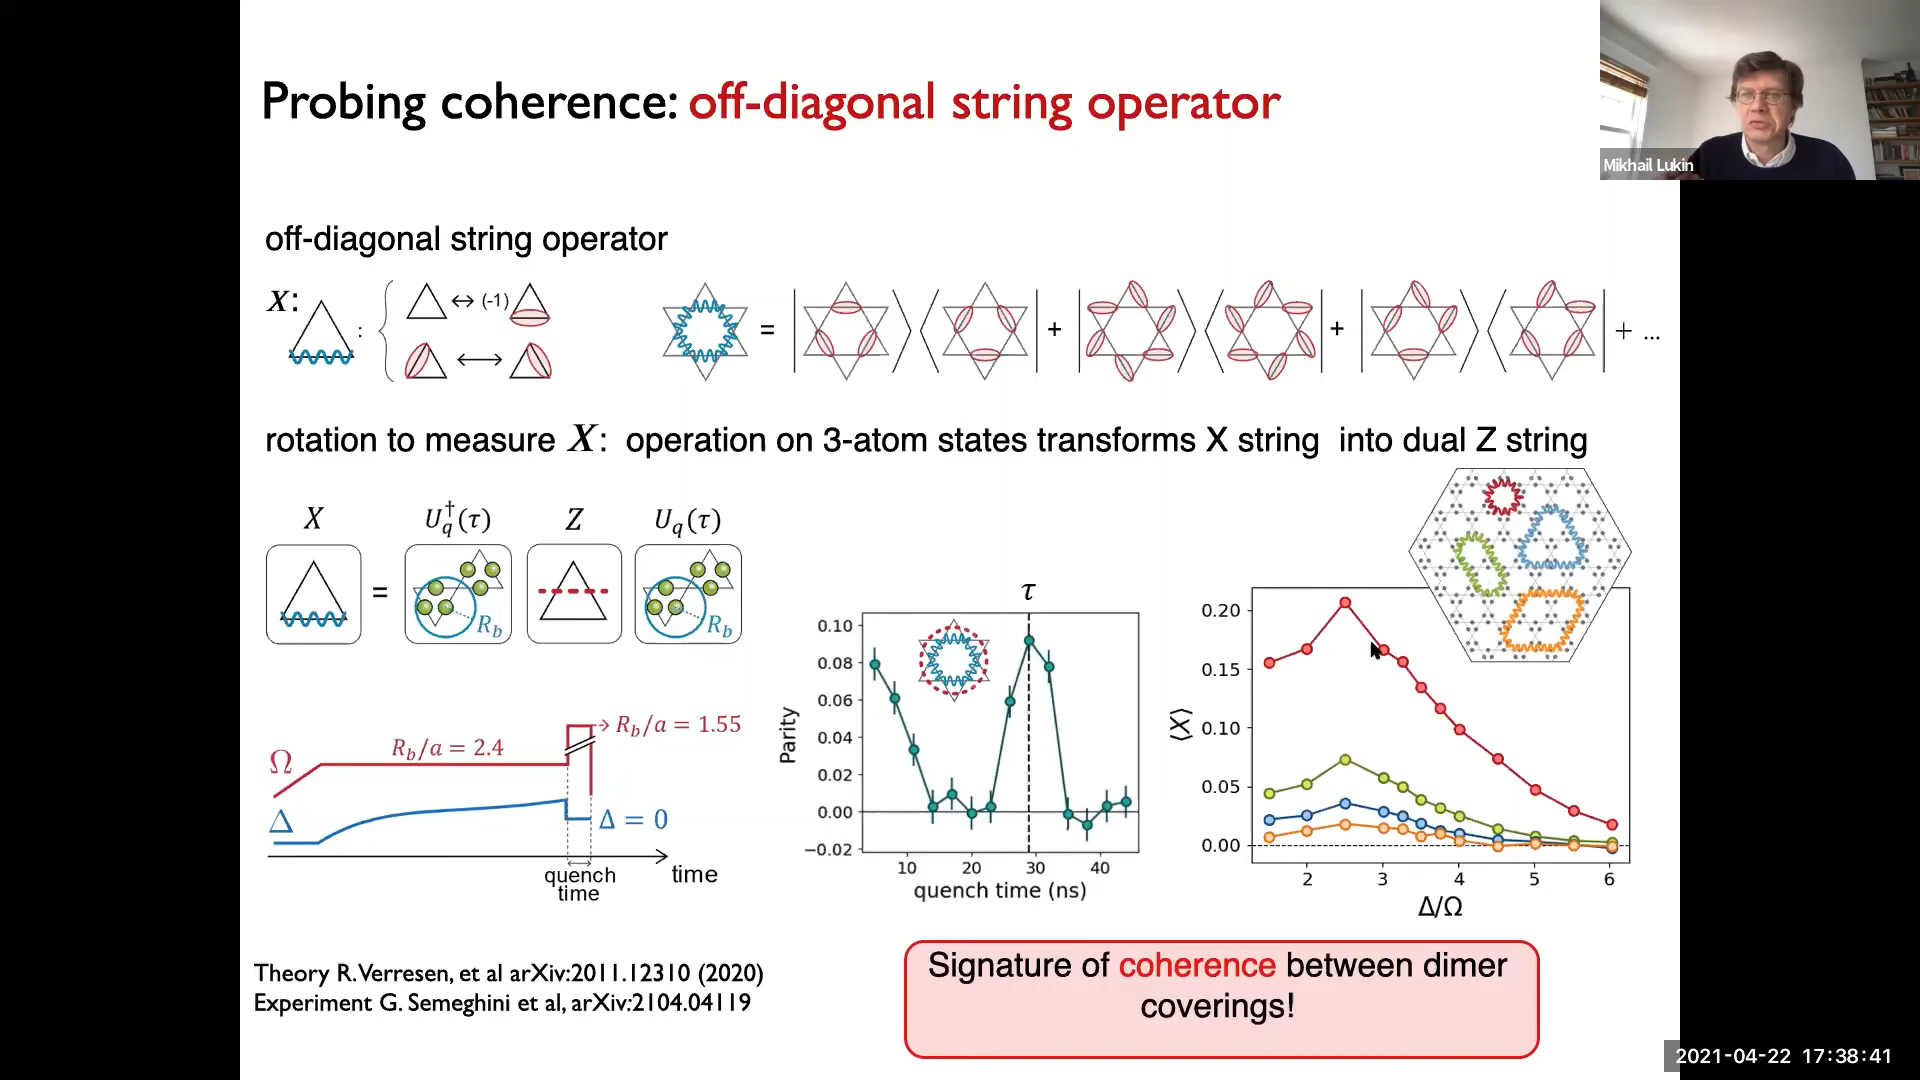 Probing coherence: off-diagonal string operator
Mikhail Lukin
off-diagonal string operator
X:
:
↔ (-1)
⟷
=
+
+
+ ...
rotation to measure X: operation on 3-atom states transforms X string into dual Z string
X
U_q^†(τ)
Z
U_q(τ)
=
R_b
R_b
Ω
R_b/a = 2.4
R_b/a = 1.55
Δ
Δ = 0
quench
time
time
τ
Parity
0.10
0.08
0.06
0.04
0.02
0.00
−0.02
10
20
30
40
quench time (ns)
⟨X⟩
0.20
0.15
0.10
0.05
0.00
2
3
4
5
6
Δ/Ω
Theory R.Verresen, et al arXiv:2011.12310 (2020)
Experiment G. Semeghini et al, arXiv:2104.04119
Signature of coherence between dimer
coverings!
2021-04-22 17:38:41